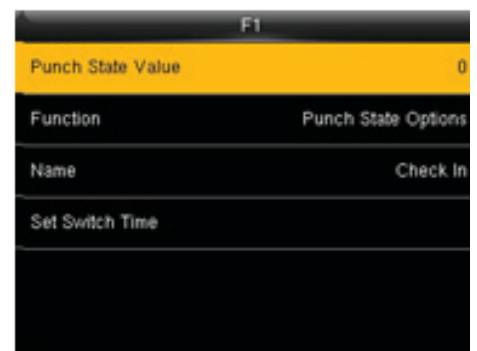 F1
Punch State Value 0
Function Punch State Options
Name Check In
Set Switch Time